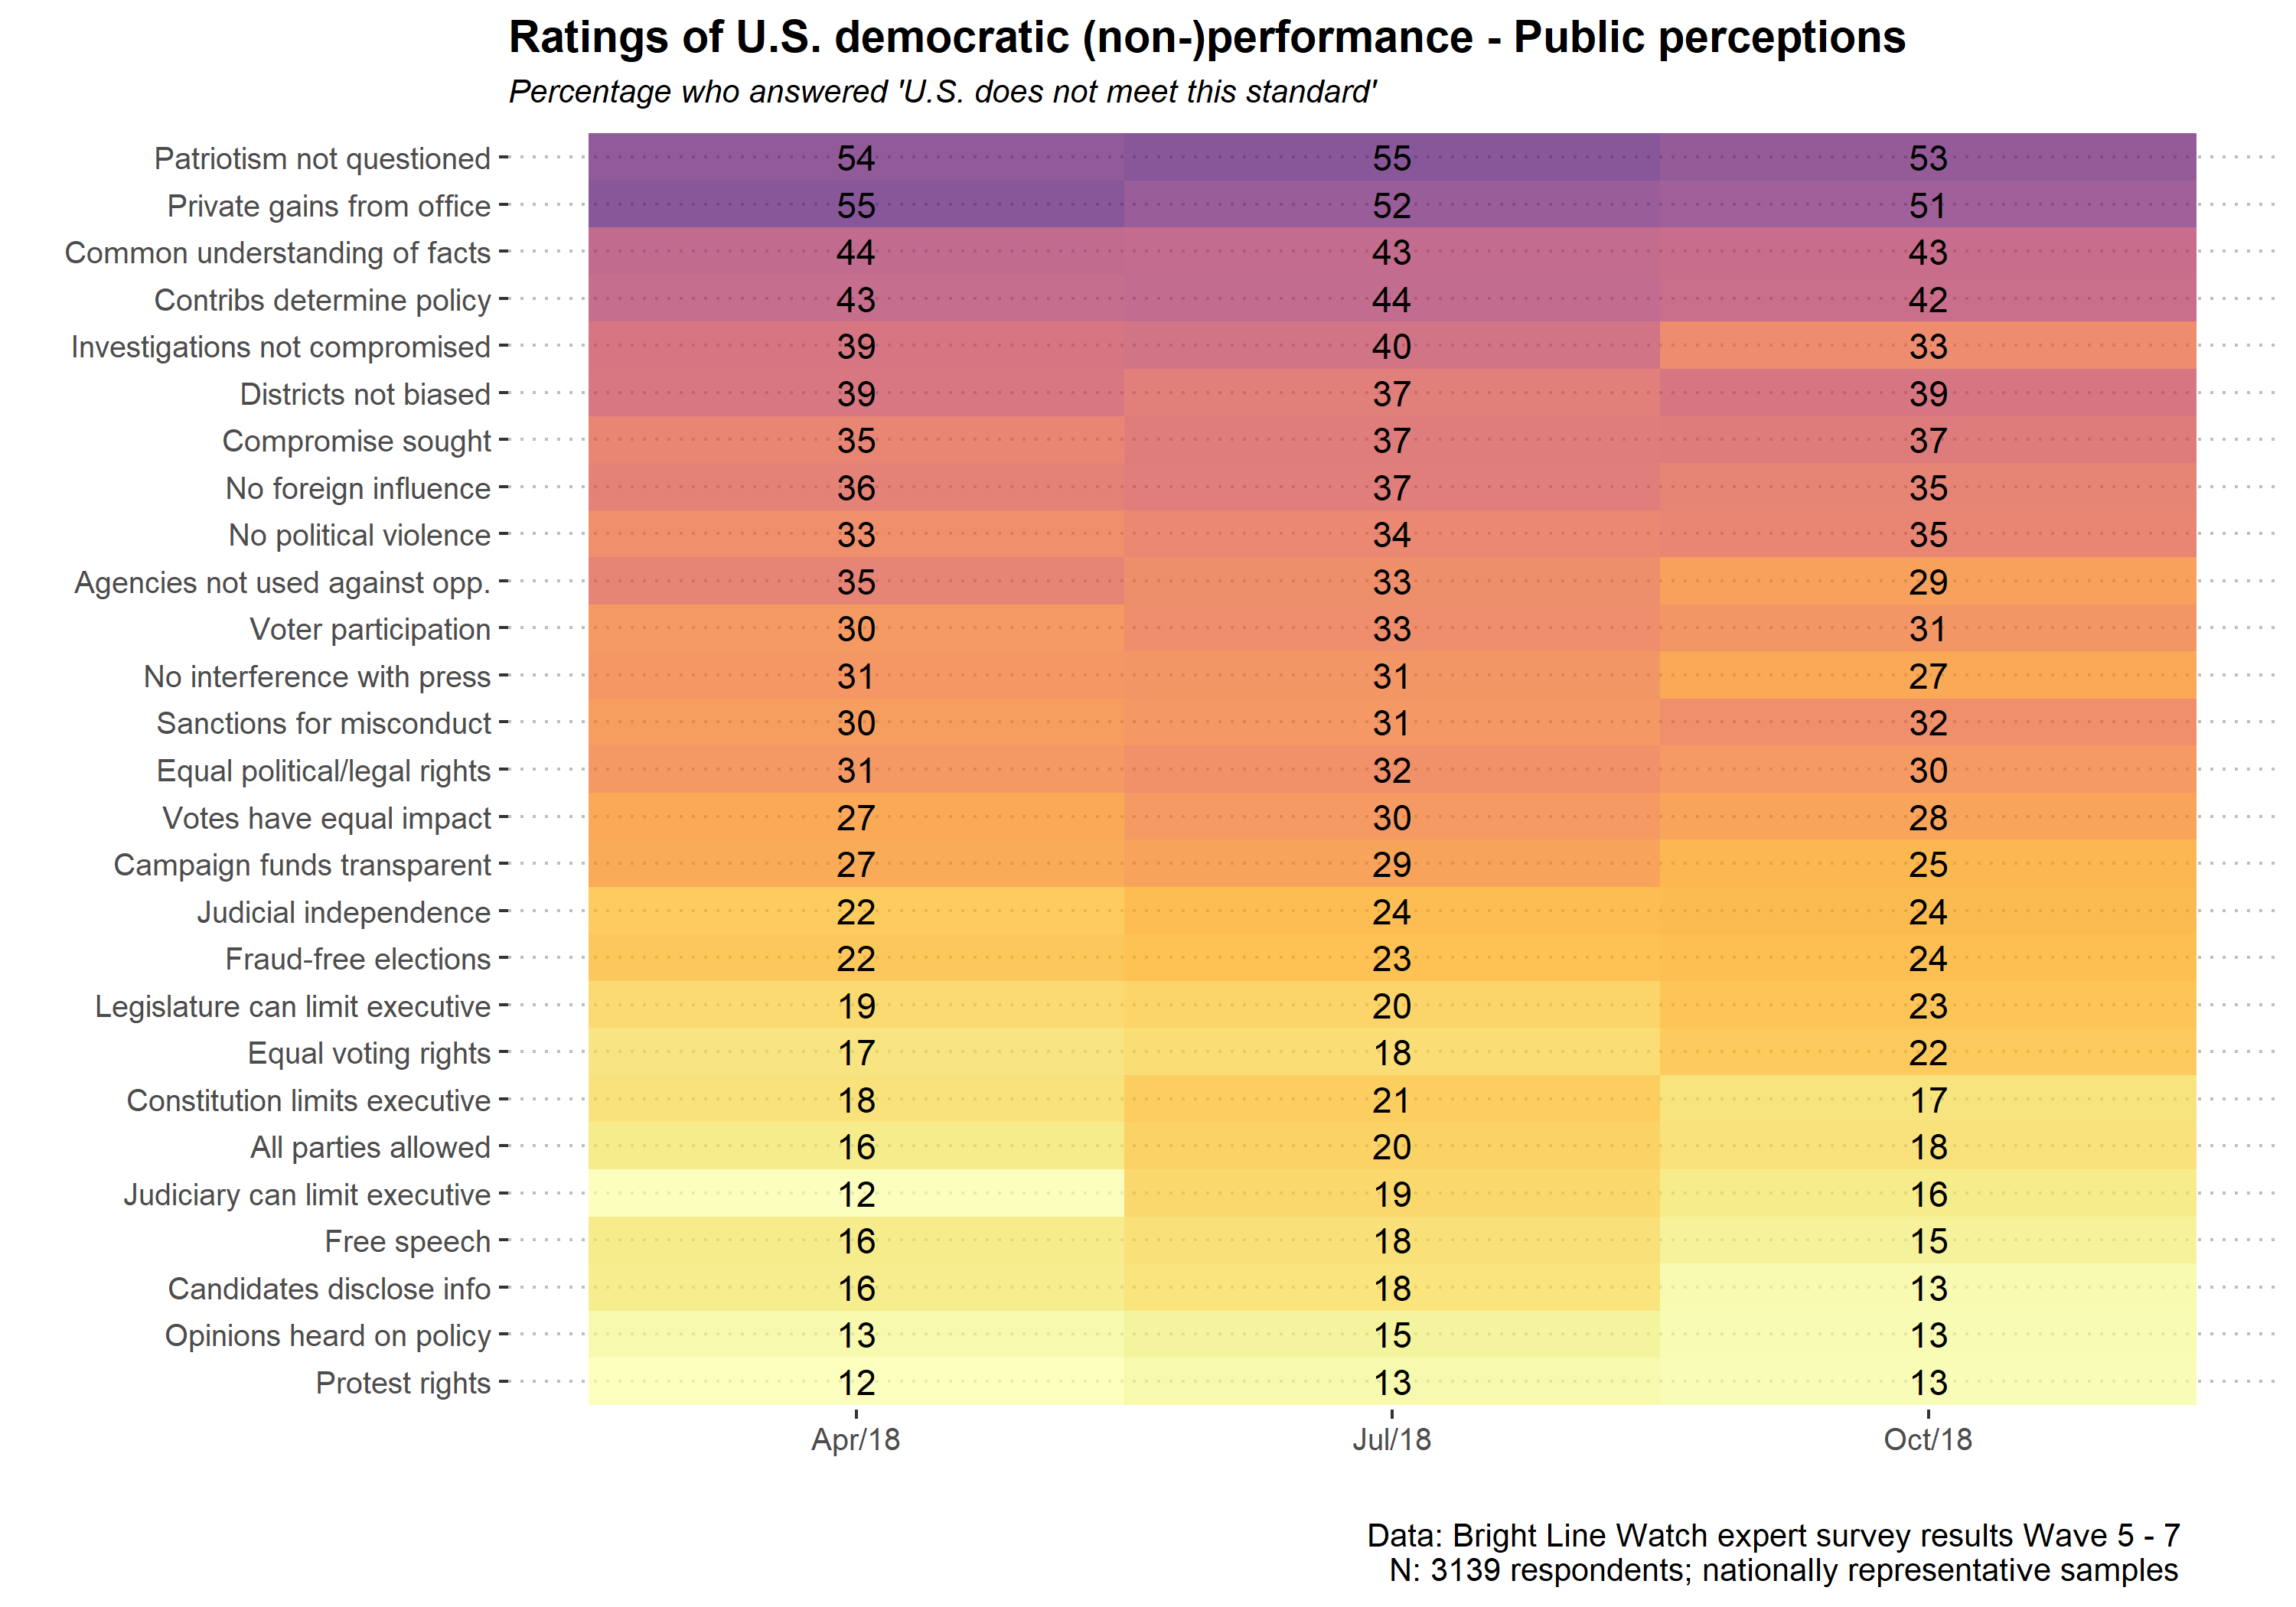 Ratings of U.S. democratic (non-)performance - Public perceptions
Percentage who answered 'U.S. does not meet this standard'
Patriotism not questioned 54 55 53
Private gains from office 55 52 51
Common understanding of facts 44 43 43
Contribs determine policy 43 44 42
Investigations not compromised 39 40 33
Districts not biased 39 37 39
Compromise sought 35 37 37
No foreign influence 36 37 35
No political violence 33 34 35
Agencies not used against opp. 35 33 29
Voter participation 30 33 31
No interference with press 31 31 27
Sanctions for misconduct 30 31 32
Equal political/legal rights 31 32 30
Votes have equal impact 27 30 28
Campaign funds transparent 27 29 25
Judicial independence 22 24 24
Fraud-free elections 22 23 24
Legislature can limit executive 19 20 23
Equal voting rights 17 18 22
Constitution limits executive 18 21 17
All parties allowed 16 20 18
Judiciary can limit executive 12 19 16
Free speech 16 18 15
Candidates disclose info 16 18 13
Opinions heard on policy 13 15 13
Protest rights 12 13 13
Apr/18 Jul/18 Oct/18
Data: Bright Line Watch expert survey results Wave 5 - 7
N: 3139 respondents; nationally representative samples